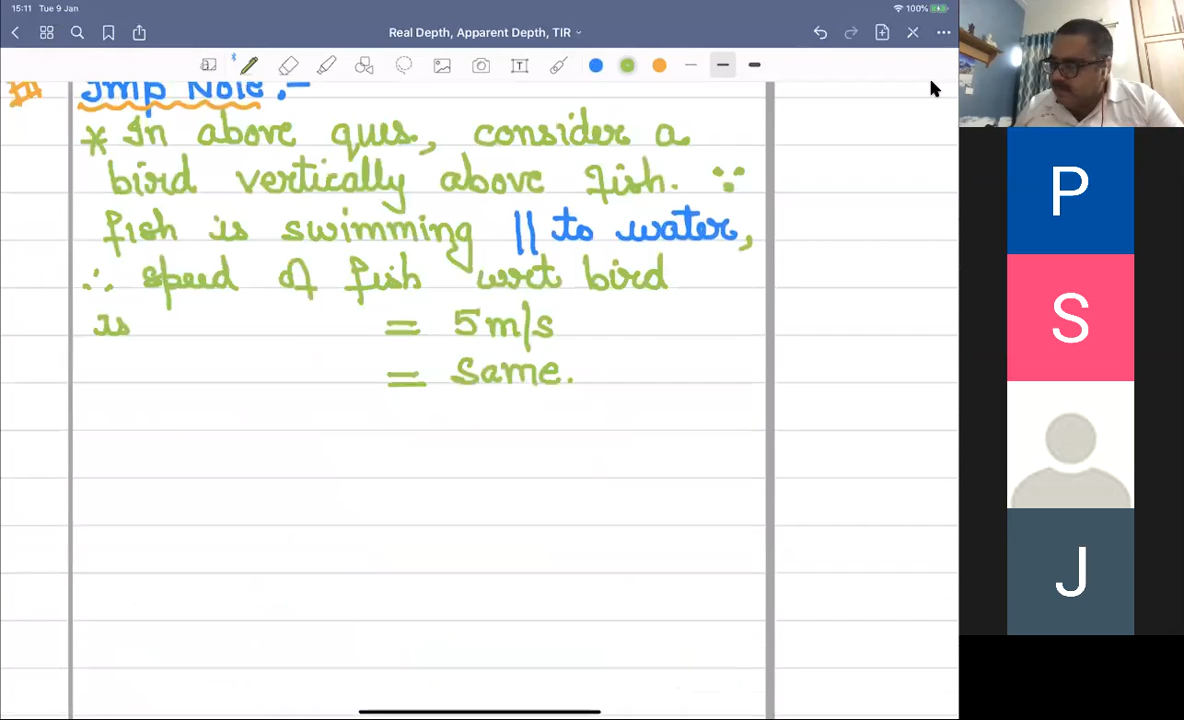 15:11 Tue 9 Jan
100%
Real Depth, Apparent Depth, TIR
Imp Note :-
* In above ques, consider a
bird vertically above fish. ∵
fish is swimming || to water,
∴ speed of fish wrt bird
is = 5m/s
= Same.
P
S
J